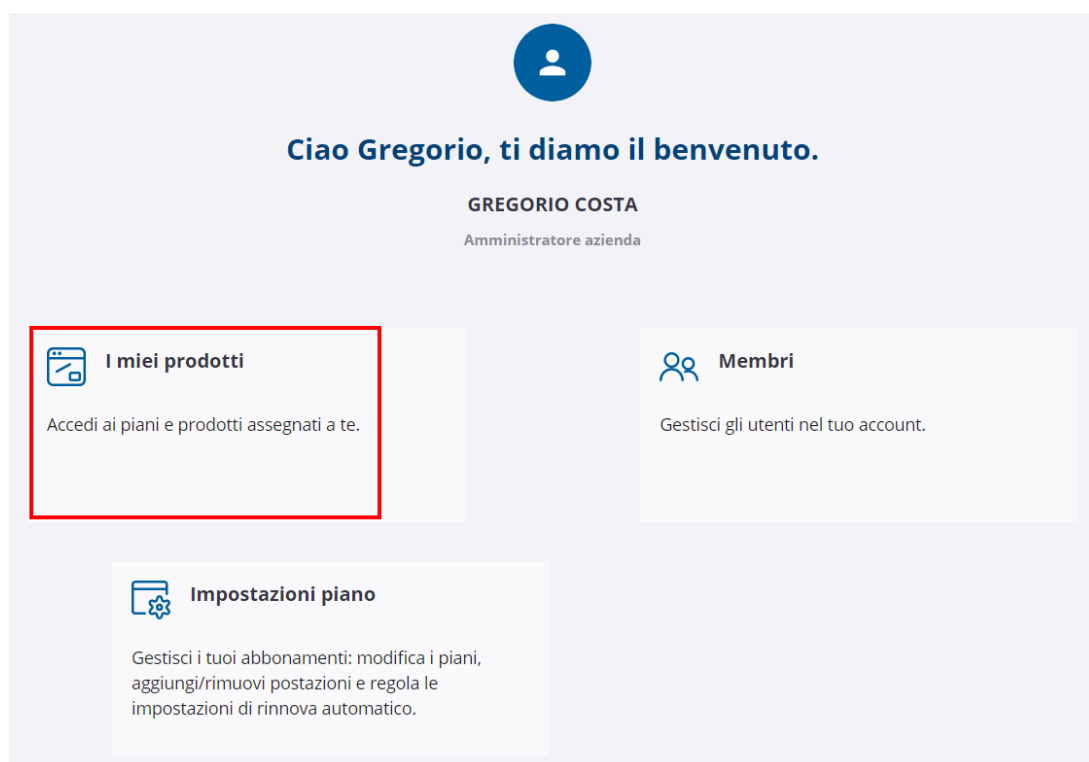 Ciao Gregorio, ti diamo il benvenuto.
GREGORIO COSTA
Amministratore azienda
I miei prodotti
Accedi ai piani e prodotti assegnati a te.
Membri
Gestisci gli utenti nel tuo account.
Impostazioni piano
Gestisci i tuoi abbonamenti: modifica i piani,
aggiungi/rimuovi postazioni e regola le
impostazioni di rinnova automatico.